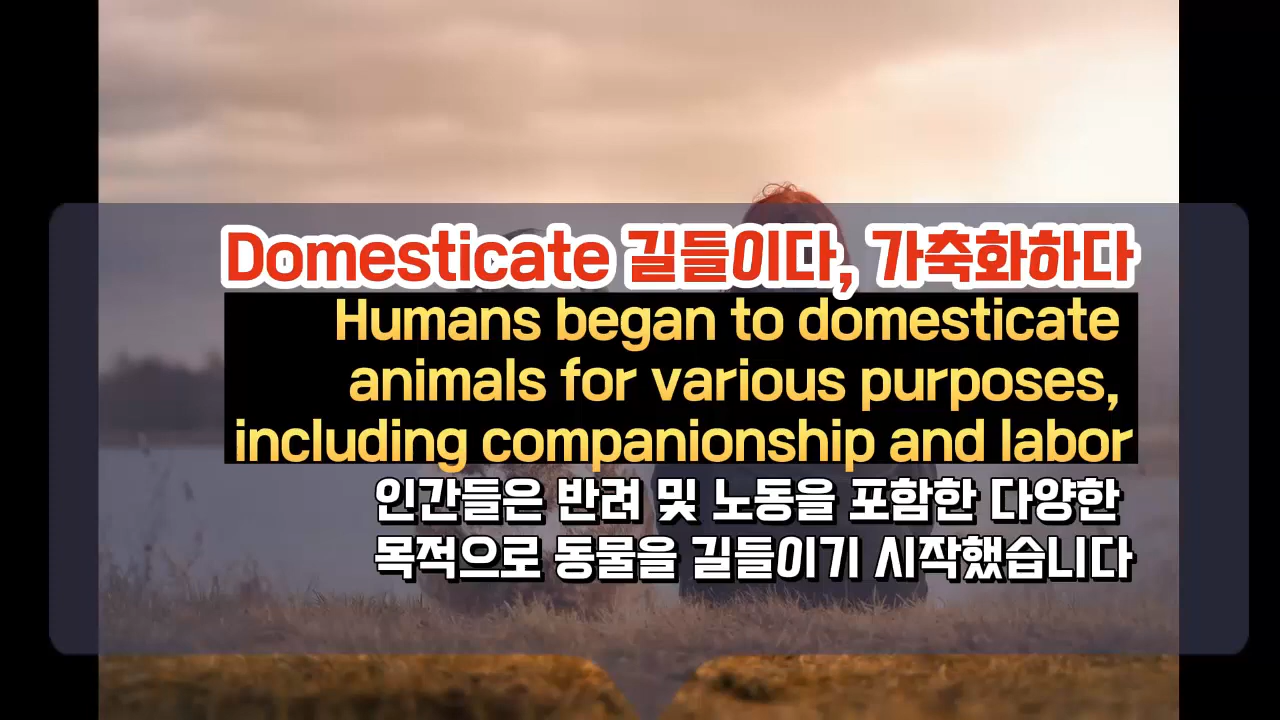 Domesticate 길들이다, 가축화하다
Humans began to domesticate
animals for various purposes,
including companionship and labor
인간들은 반려 및 노동을 포함한 다양한
목적으로 동물을 길들이기 시작했습니다